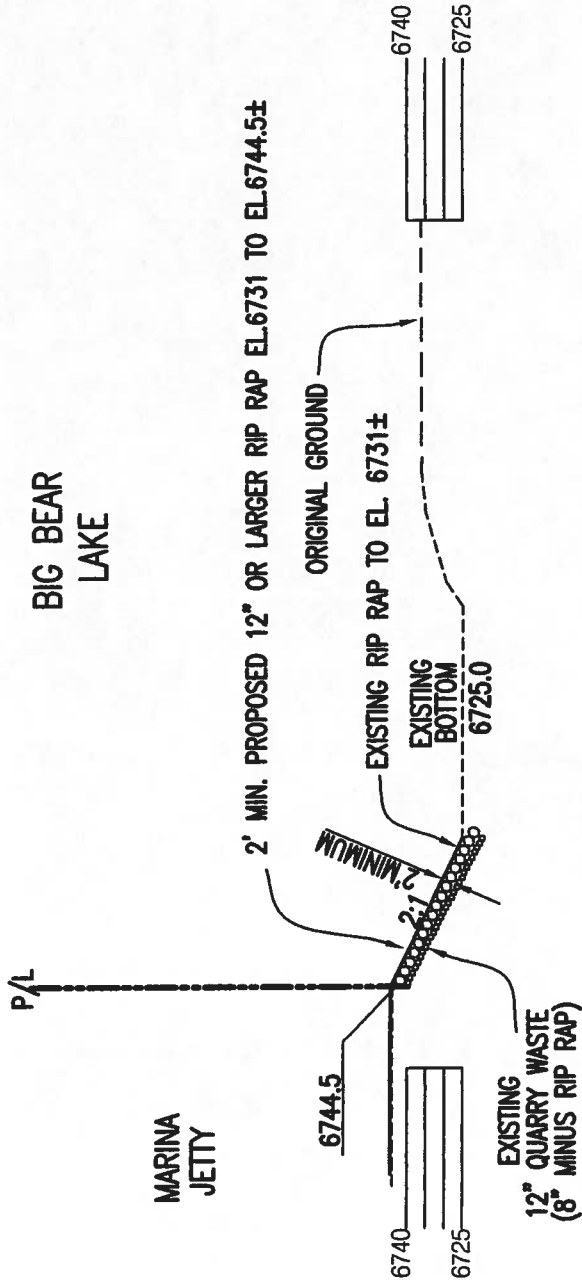 BIG BEAR
LAKE
P/L
MARINA
JETTY
2' MIN. PROPOSED 12" OR LARGER RIP RAP EL.6731 TO EL.6744.5±
ORIGINAL GROUND
EXISTING RIP RAP TO EL. 6731±
2' MINIMUM
2:1
6744.5
EXISTING
BOTTOM
6725.0
6740
6725
6740
6725
EXISTING
12" QUARRY WASTE
(8" MINUS RIP RAP)